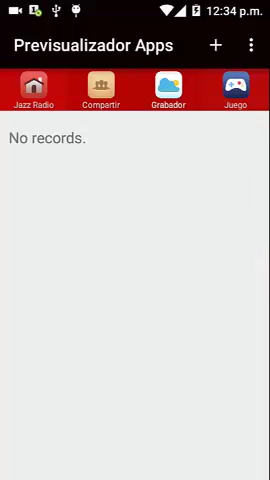 12:34 p.m.
Previsualizador Apps
Jazz Radio Compartir Grabador Juego
No records.